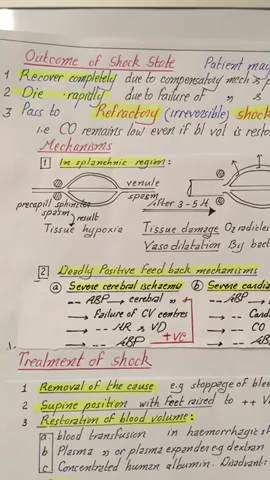 Outcome of Shock State Patient may
1 Recover completely due to compensatory mech s p
2 Die rapidly due to failure of " s
3 Pass to Refractory (irreversible) shock
i.e CO remains low even if bl vol is resto
Mechanisms
1 In splanchnic region:
venule
spasm
precapill sphincter
spasm result
Tissue hypoxia
After 3-5 H
Tissue damage O2 radicles
Vasodilatation By bact
2 Deadly Positive feed back mechanisms
a Severe cerebral ischaemia b Severe cardia
-- ABP → cerebral " -- ABP →
→ Failure of CV centres → -- Card
→ -- HR & VD → -- CO
→ -- ABP +ve → -- ABP
Treatment of Shock
1 Removal of the cause e.g stoppage of blee
2 Supine position with feet raised to ++ V
3 Restoration of blood volume:
a blood transfusion in haemorrhagic sh
b Plasma " or plasma expander e.g dextran
c Concentrated human albumin. Disadvant: